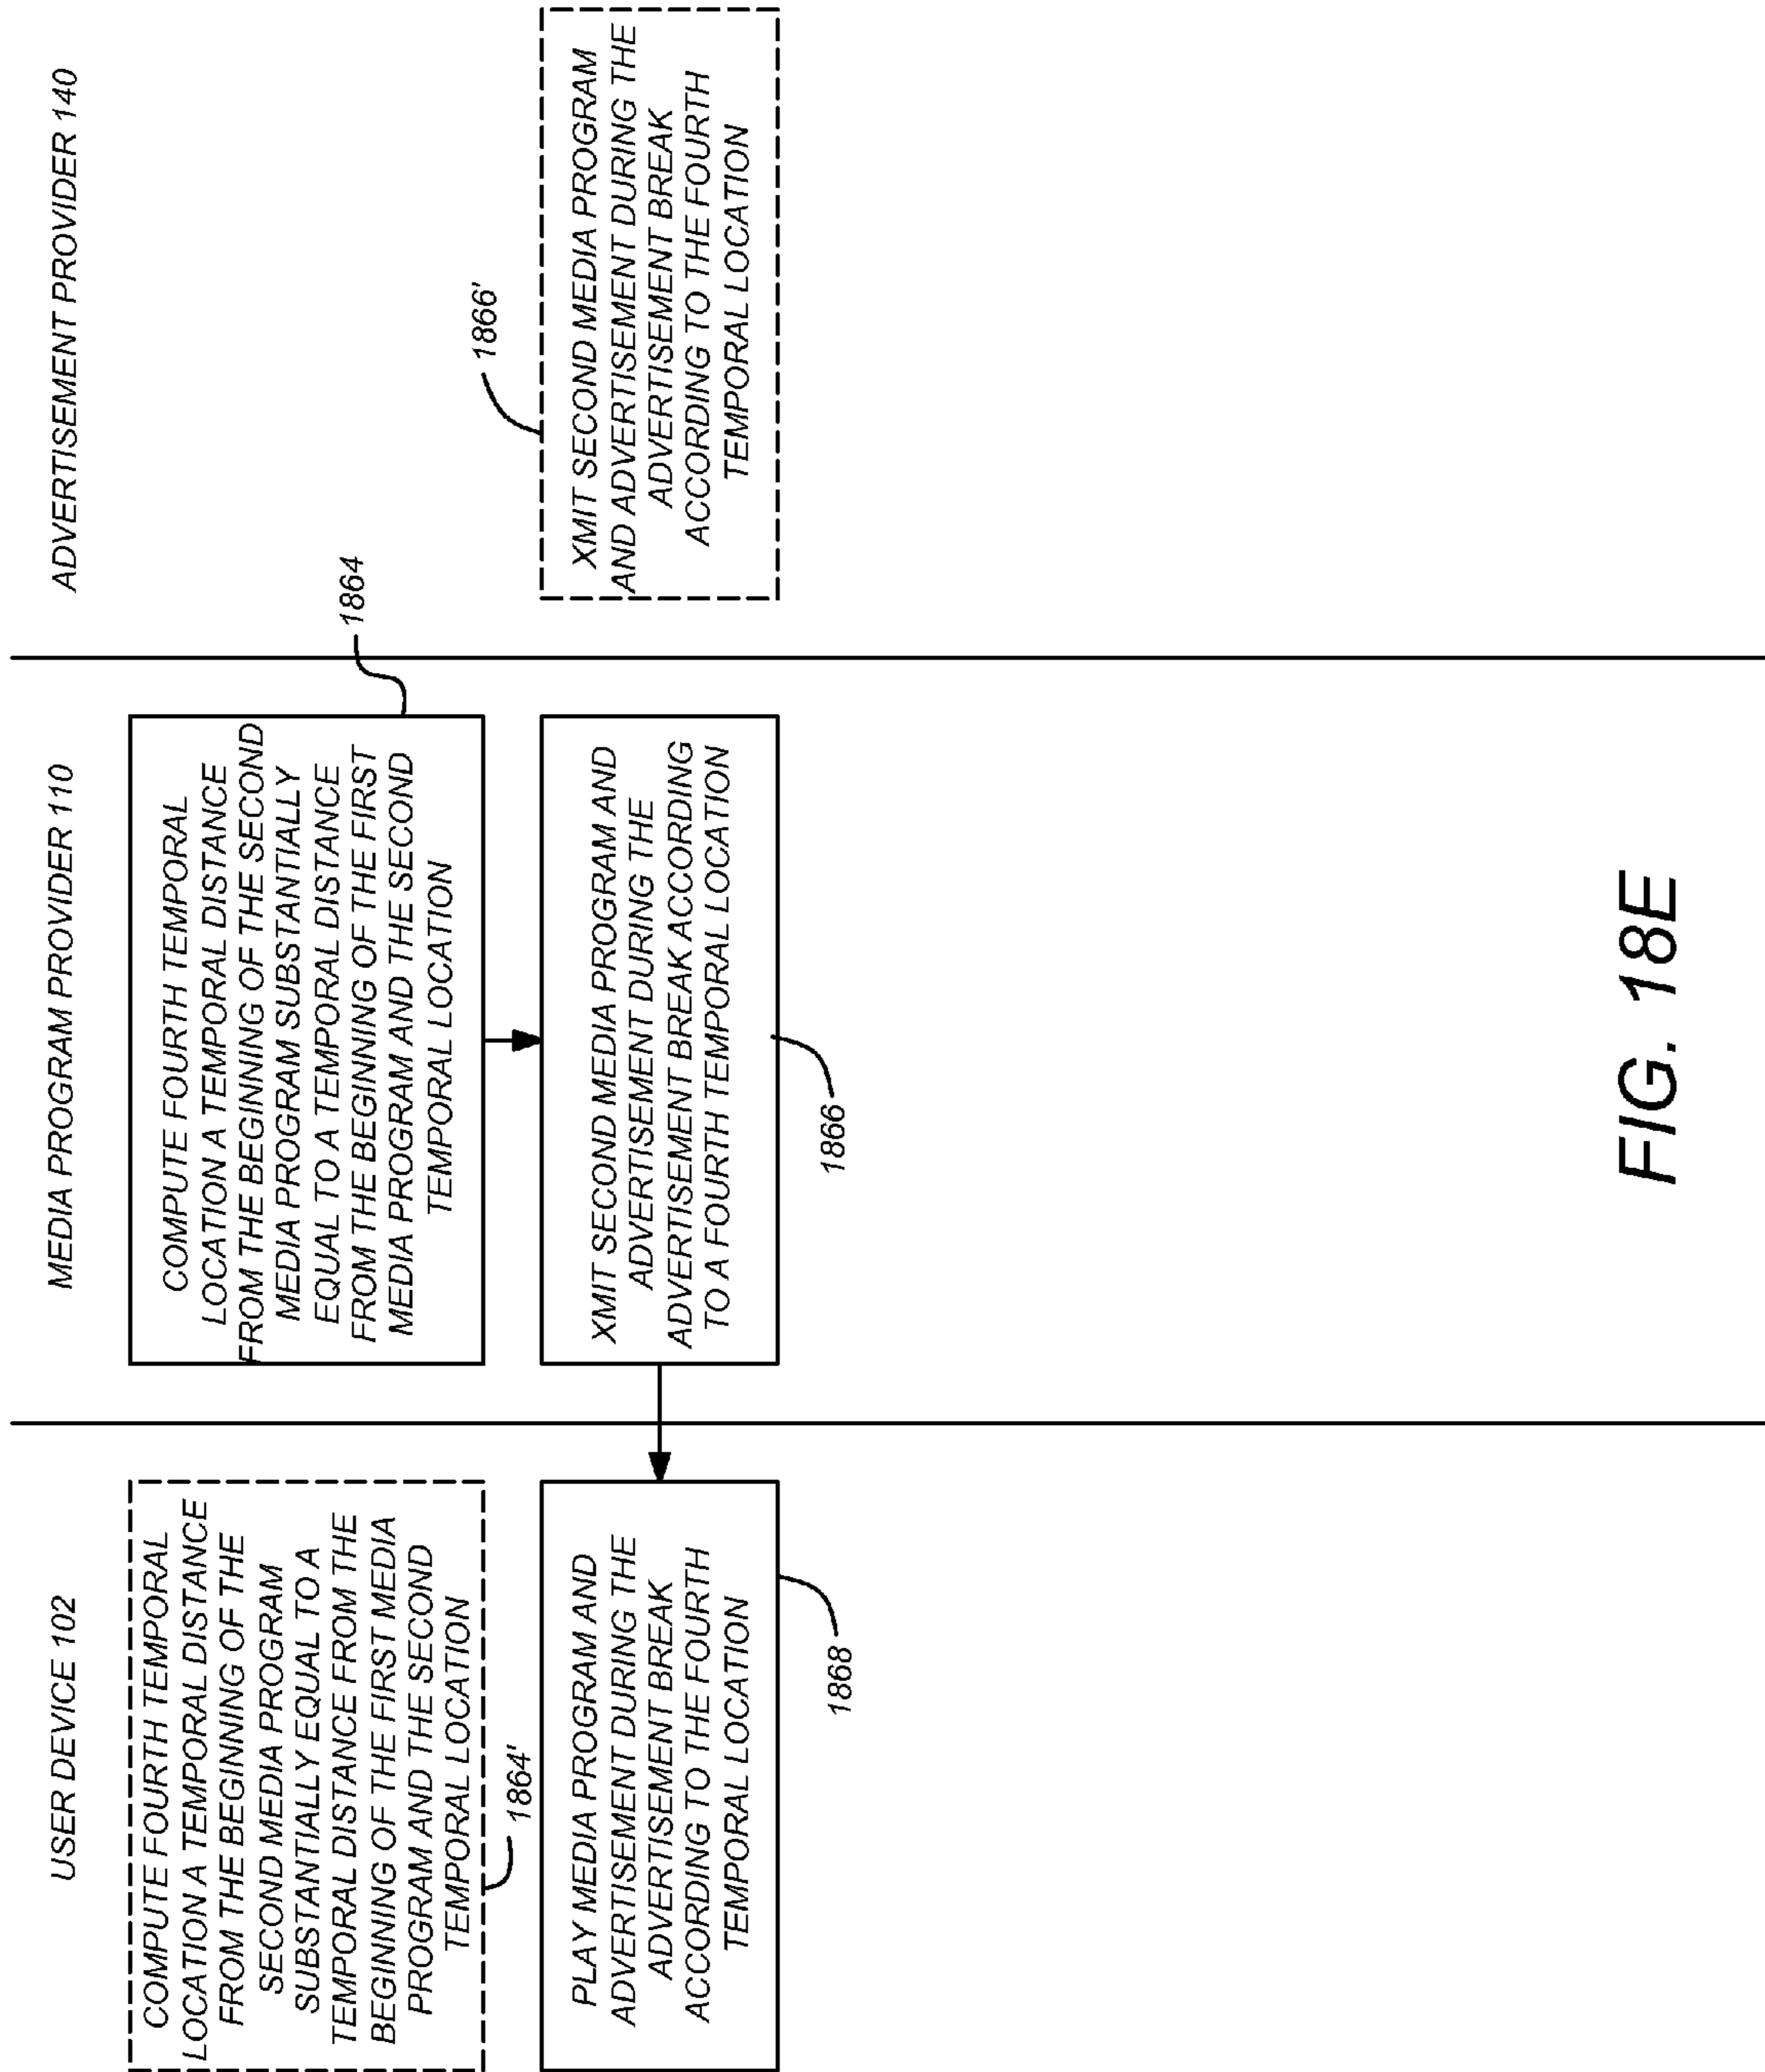 USER DEVICE 102
MEDIA PROGRAM PROVIDER 110
ADVERTISEMENT PROVIDER 140
COMPUTE FOURTH TEMPORAL
LOCATION A TEMPORAL DISTANCE
FROM THE BEGINNING OF THE
SECOND MEDIA PROGRAM
SUBSTANTIALLY EQUAL TO A
TEMPORAL DISTANCE FROM THE
BEGINNING OF THE FIRST MEDIA
PROGRAM AND THE SECOND
TEMPORAL LOCATION
1864'
COMPUTE FOURTH TEMPORAL
LOCATION A TEMPORAL DISTANCE
FROM THE BEGINNING OF THE SECOND
MEDIA PROGRAM SUBSTANTIALLY
EQUAL TO A TEMPORAL DISTANCE
FROM THE BEGINNING OF THE FIRST
MEDIA PROGRAM AND THE SECOND
TEMPORAL LOCATION
1864
PLAY MEDIA PROGRAM AND
ADVERTISEMENT DURING THE
ADVERTISEMENT BREAK
ACCORDING TO THE FOURTH
TEMPORAL LOCATION
1868
XMIT SECOND MEDIA PROGRAM AND
ADVERTISEMENT DURING THE
ADVERTISEMENT BREAK ACCORDING
TO A FOURTH TEMPORAL LOCATION
1866
1866'
XMIT SECOND MEDIA PROGRAM
AND ADVERTISEMENT DURING THE
ADVERTISEMENT BREAK
ACCORDING TO THE FOURTH
TEMPORAL LOCATION
FIG. 18E